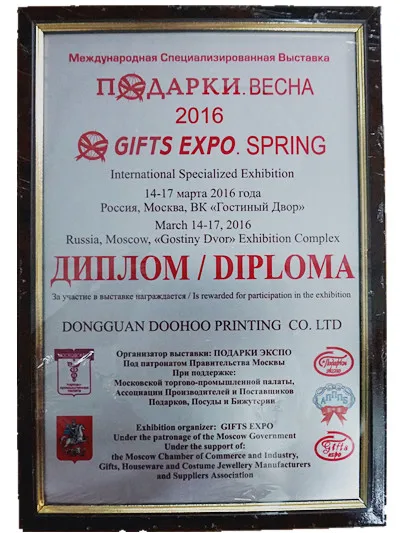 Международная Специализированная Выставка
ПОДАРКИ.ВЕСНА
2016
GIFTS EXPO. SPRING
International Specialized Exhibition
14-17 марта 2016 года
Россия, Москва, ВК «Гостиный Двор»
March 14-17, 2016
Russia, Moscow, «Gostiny Dvor» Exhibition Complex
ДИПЛОМ / DIPLOMA
За участие в выставке награждается / Is rewarded for participation in the exhibition
DONGGUAN DOOHOO PRINTING CO. LTD
Организатор выставки: ПОДАРКИ ЭКСПО
Под патронатом Правительства Москвы
При поддержке:
Московской торгово-промышленной палаты,
Ассоциации Производителей и Поставщиков
Подарков, Посуды и Бижутерии
Exhibition organizer: GIFTS EXPO
Under the patronage of the Moscow Government
Under the support of:
the Moscow Chamber of Commerce and Industry,
Gifts, Houseware and Costume Jewellery Manufacturers
and Suppliers Association
Gifts
expo